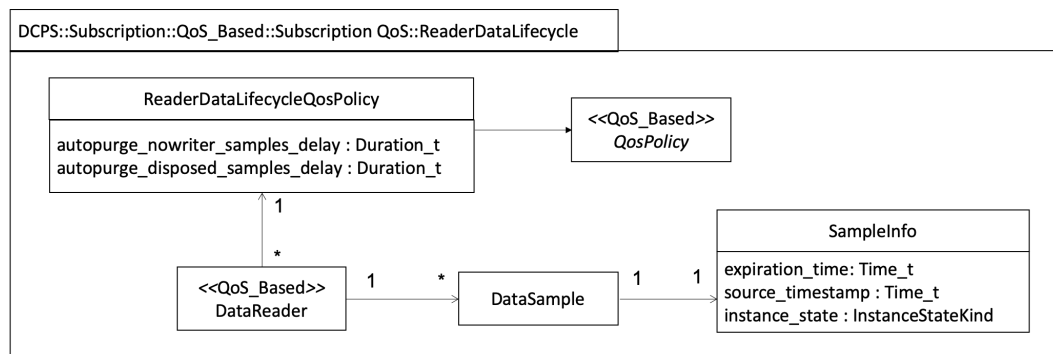 DCPS::Subscription::QoS_Based::Subscription QoS::ReaderDataLifecycle
ReaderDataLifecycleQosPolicy
autopurge_nowriter_samples_delay : Duration_t
autopurge_disposed_samples_delay : Duration_t
<<QoS_Based>>
QosPolicy
1
*
<<QoS_Based>>
DataReader
1
*
DataSample
1
1
SampleInfo
expiration_time: Time_t
source_timestamp : Time_t
instance_state : InstanceStateKind